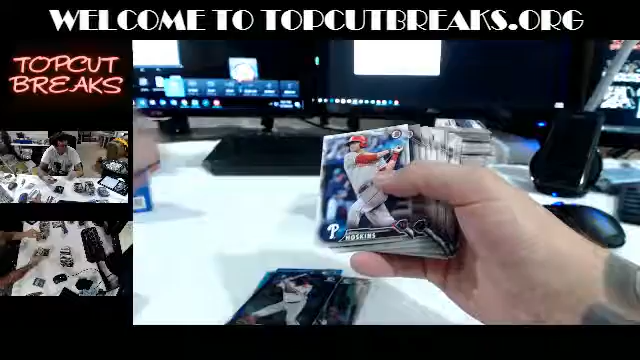 WELCOME TO TOPCUTBREAKS.ORG
TOPCUT
BREAKS
P
HOSKINS